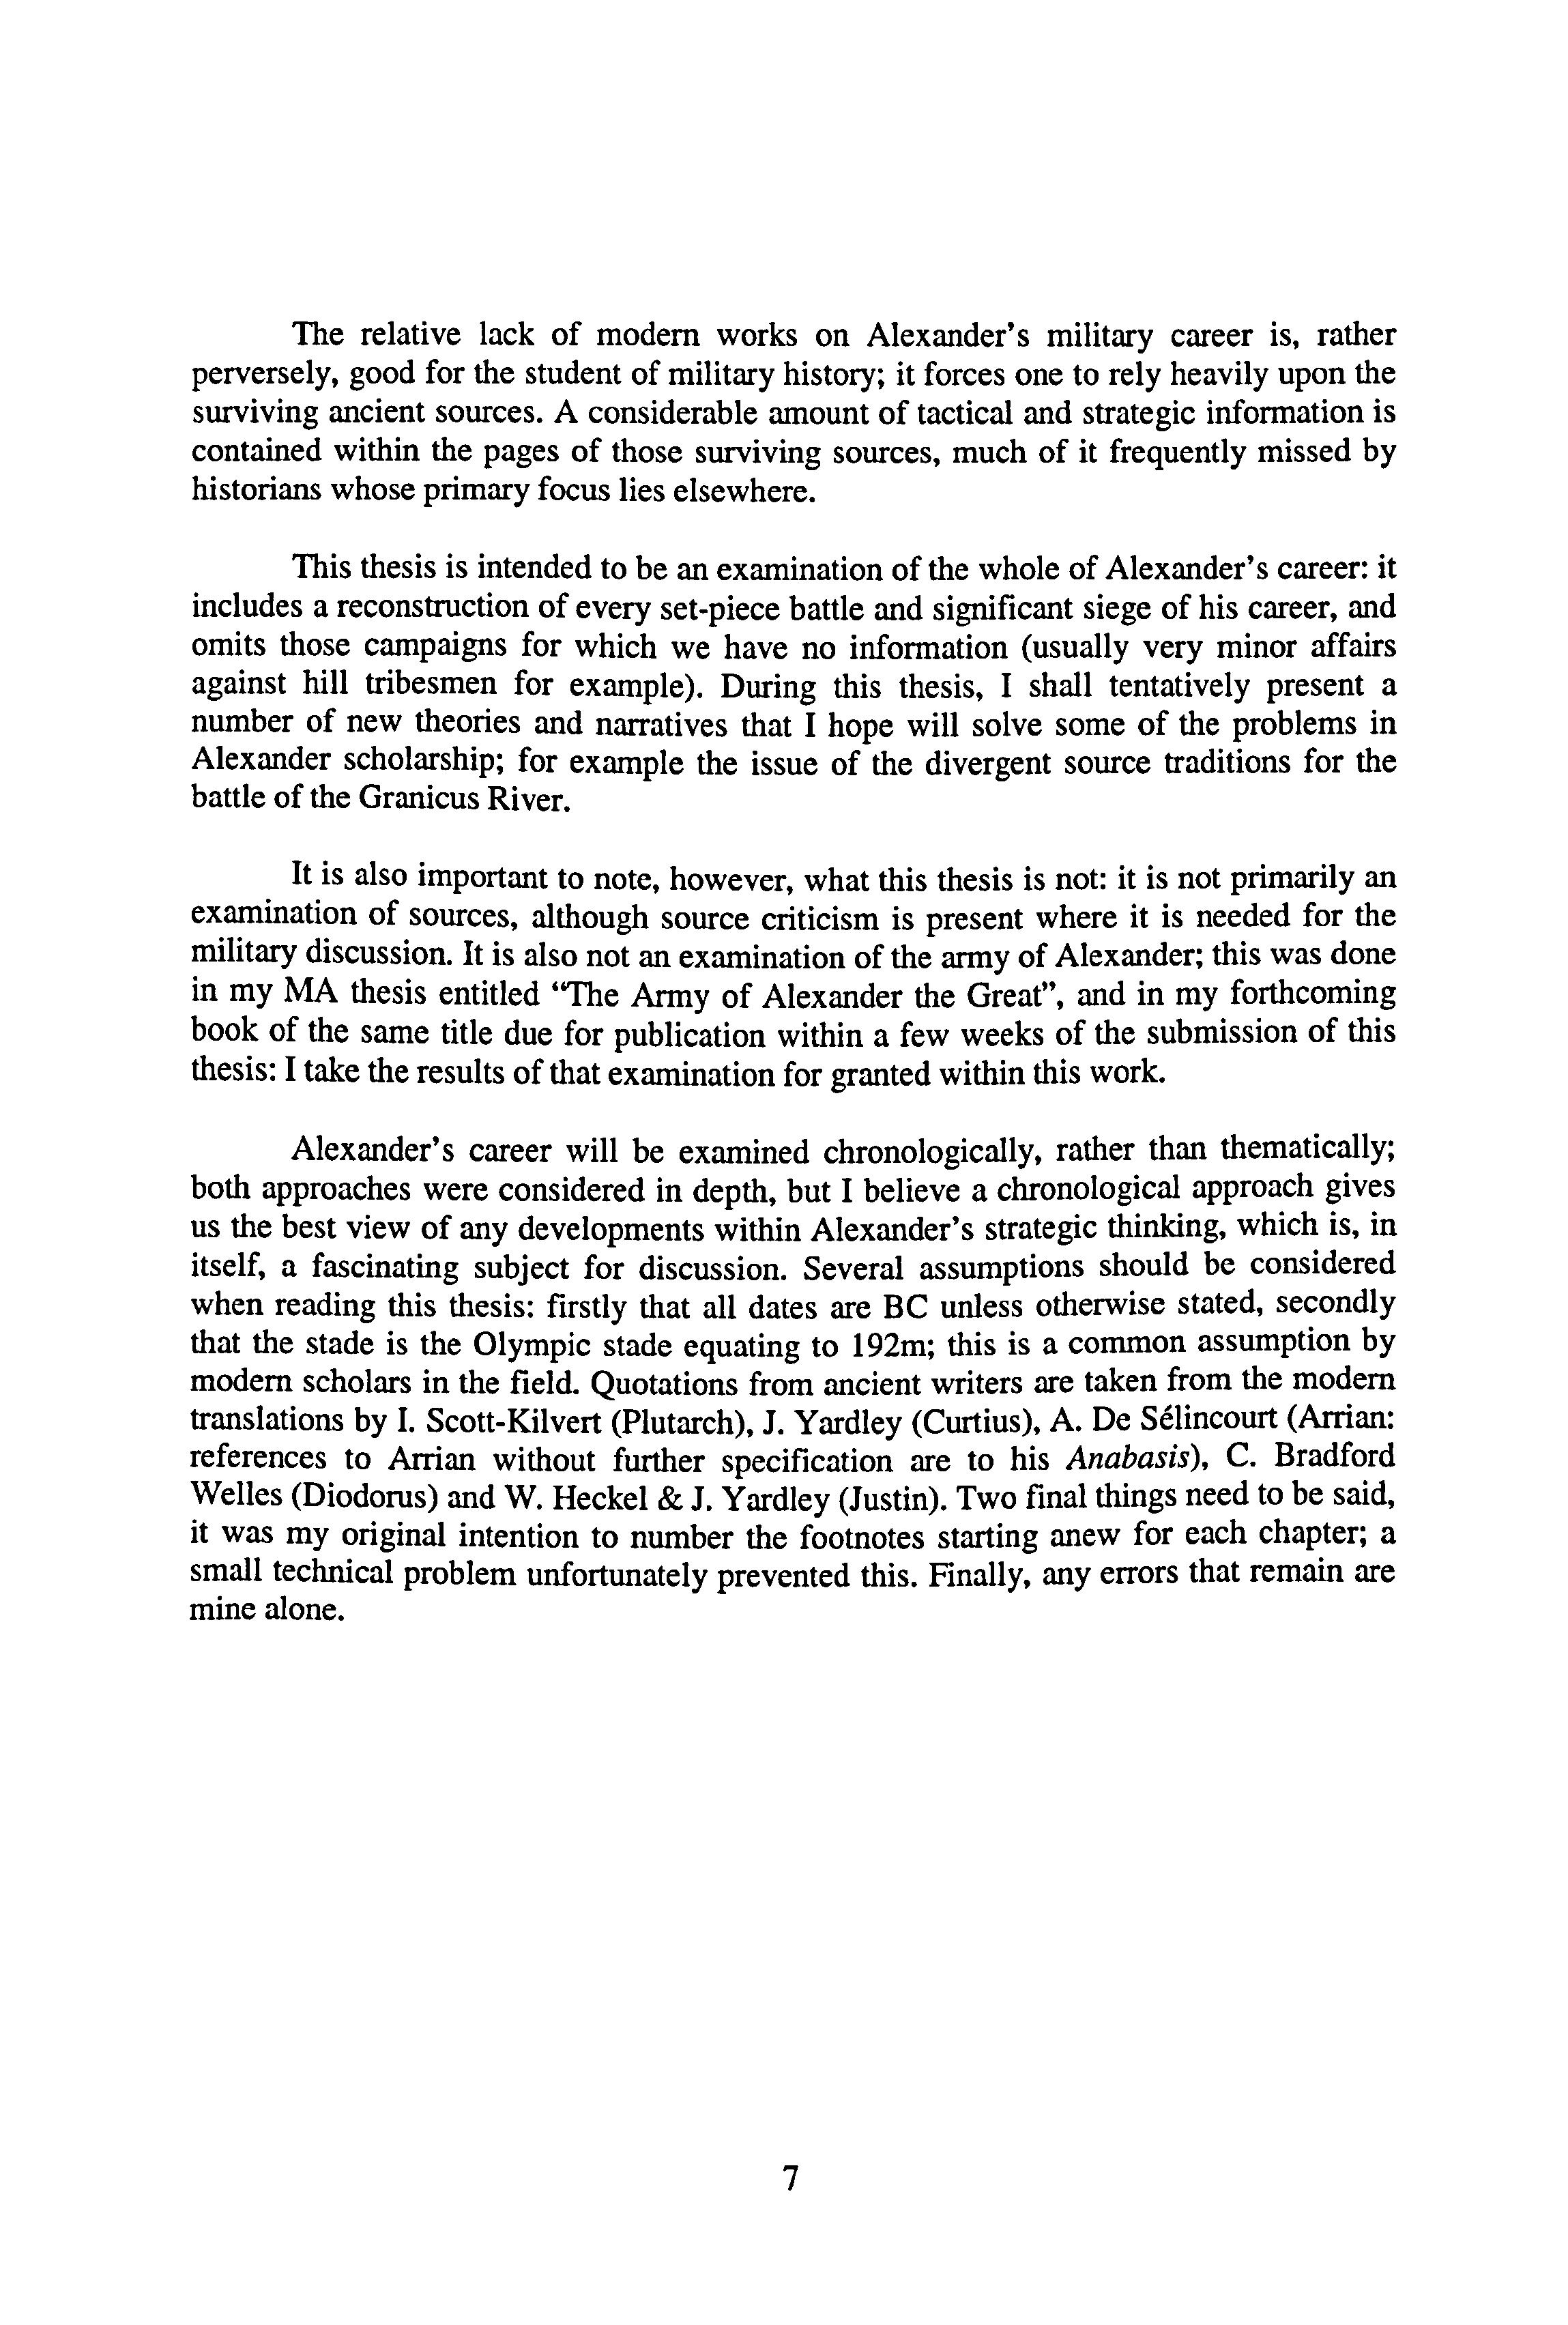 The relative lack of modern works on Alexander's military career is, rather
perversely, good for the student of military history; it forces one to rely heavily upon the
surviving ancient sources. A considerable amount of tactical and strategic information is
contained within the pages of those surviving sources, much of it frequently missed by
historians whose primary focus lies elsewhere.
This thesis is intended to be an examination of the whole of Alexander's career: it
includes a reconstruction of every set-piece battle and significant siege of his career, and
omits those campaigns for which we have no information (usually very minor affairs
against hill tribesmen for example). During this thesis, I shall tentatively present a
number of new theories and narratives that I hope will solve some of the problems in
Alexander scholarship; for example the issue of the divergent source traditions for the
battle of the Granicus River.
It is also important to note, however, what this thesis is not: it is not primarily an
examination of sources, although source criticism is present where it is needed for the
military discussion. It is also not an examination of the army of Alexander; this was done
in my MA thesis entitled “The Army of Alexander the Great”, and in my forthcoming
book of the same title due for publication within a few weeks of the submission of this
thesis: I take the results of that examination for granted within this work.
Alexander's career will be examined chronologically, rather than thematically;
both approaches were considered in depth, but I believe a chronological approach gives
us the best view of any developments within Alexander's strategic thinking, which is, in
itself, a fascinating subject for discussion. Several assumptions should be considered
when reading this thesis: firstly that all dates are BC unless otherwise stated, secondly
that the stade is the Olympic stade equating to 192m; this is a common assumption by
modern scholars in the field. Quotations from ancient writers are taken from the modern
translations by I. Scott-Kilvert (Plutarch), J. Yardley (Curtius), A. De Sélincourt (Arrian:
references to Arrian without further specification are to his Anabasis), C. Bradford
Welles (Diodorus) and W. Heckel & J. Yardley (Justin). Two final things need to be said,
it was my original intention to number the footnotes starting anew for each chapter; a
small technical problem unfortunately prevented this. Finally, any errors that remain are
mine alone.
7